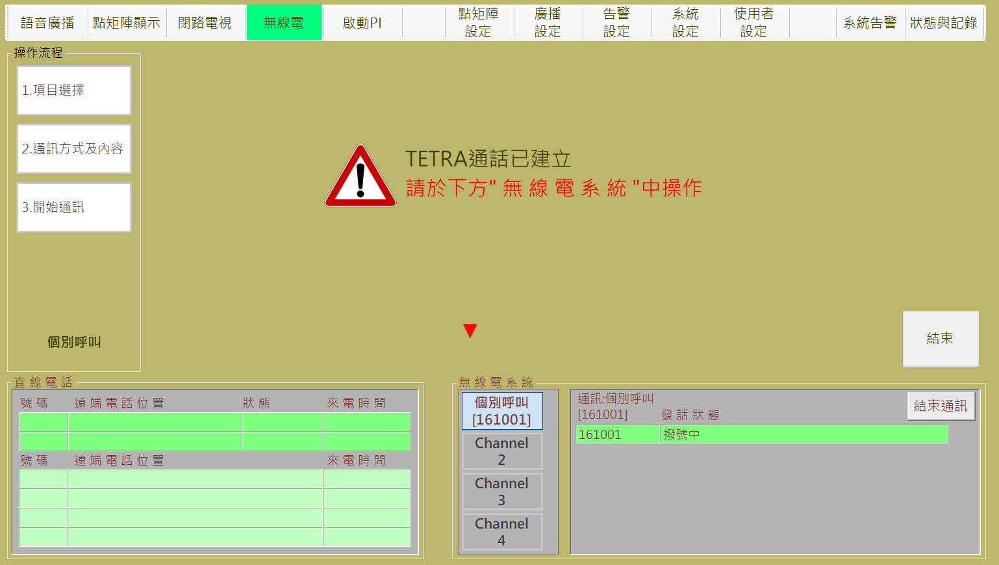 語音廣播 點矩陣顯示 閉路電視 無線電 啟動PI 點矩陣 廣播 告警 系統 使用者 系統告警 狀態與記錄
設定 設定 設定 設定 設定
操作流程
1.項目選擇
2.通訊方式及內容
3.開始通訊
個別呼叫
TETRA通話已建立
請於下方" 無 線 電 系 統 "中操作
結束
直 線 電 話
號 碼 遠 端 電 話 位 置 狀 態 來 電 時 間
號 碼 遠 端 電 話 位 置 來 電 時 間
無 線 電 系 統
個別呼叫
[161001]
Channel
2
Channel
3
Channel
4
通訊:個別呼叫
[161001] 發 話 狀 態
結束通訊
161001 撥號中